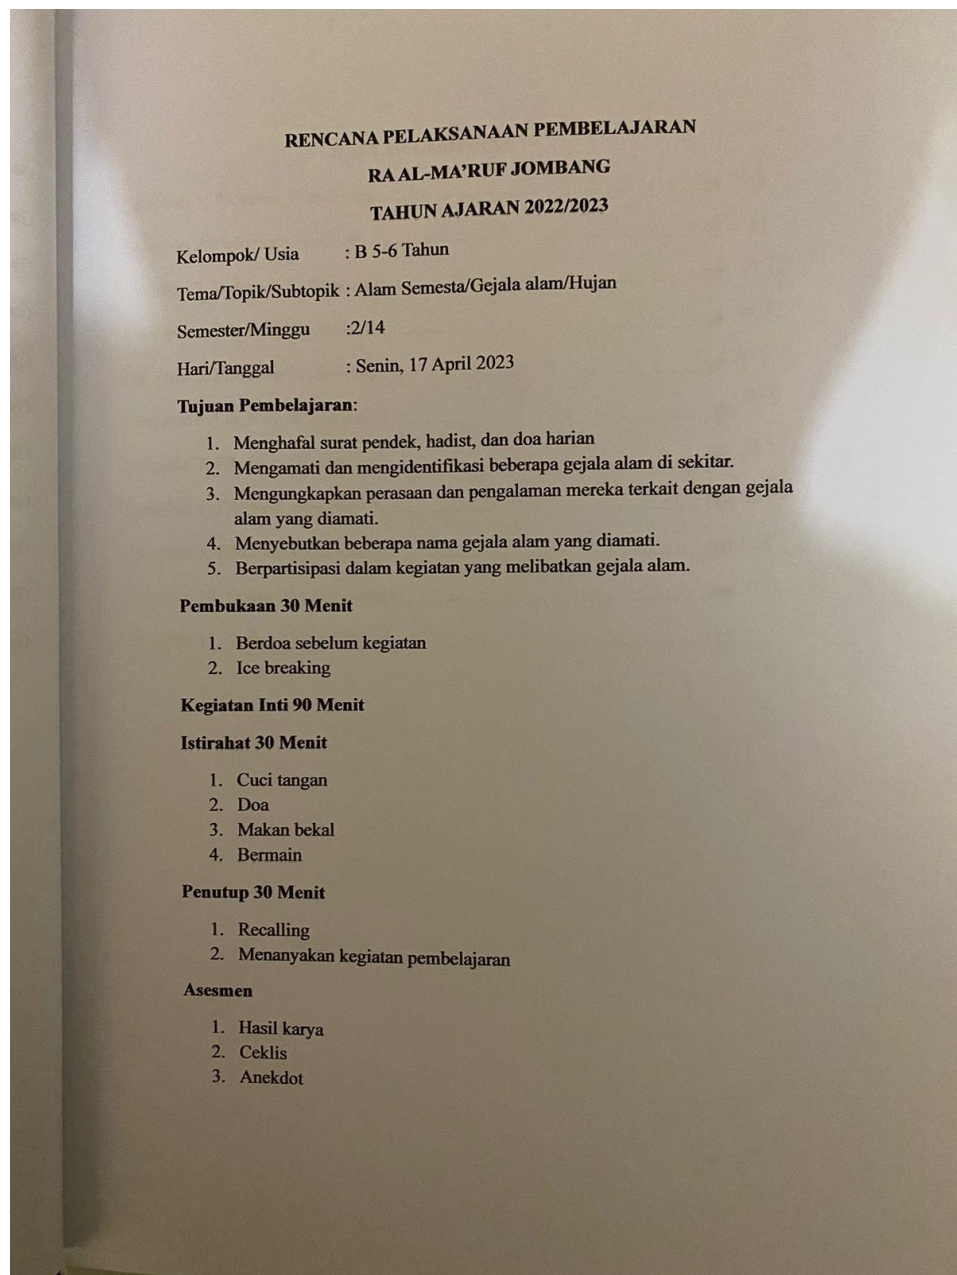 RENCANA PELAKSANAAN PEMBELAJARAN
RA AL-MA'RUF JOMBANG
TAHUN AJARAN 2022/2023
Kelompok/ Usia : B 5-6 Tahun
Tema/Topik/Subtopik : Alam Semesta/Gejala alam/Hujan
Semester/Minggu :2/14
Hari/Tanggal : Senin, 17 April 2023
Tujuan Pembelajaran:
1. Menghafal surat pendek, hadist, dan doa harian
2. Mengamati dan mengidentifikasi beberapa gejala alam di sekitar.
3. Mengungkapkan perasaan dan pengalaman mereka terkait dengan gejala
alam yang diamati.
4. Menyebutkan beberapa nama gejala alam yang diamati.
5. Berpartisipasi dalam kegiatan yang melibatkan gejala alam.
Pembukaan 30 Menit
1. Berdoa sebelum kegiatan
2. Ice breaking
Kegiatan Inti 90 Menit
Istirahat 30 Menit
1. Cuci tangan
2. Doa
3. Makan bekal
4. Bermain
Penutup 30 Menit
1. Recalling
2. Menanyakan kegiatan pembelajaran
Asesmen
1. Hasil karya
2. Ceklis
3. Anekdot